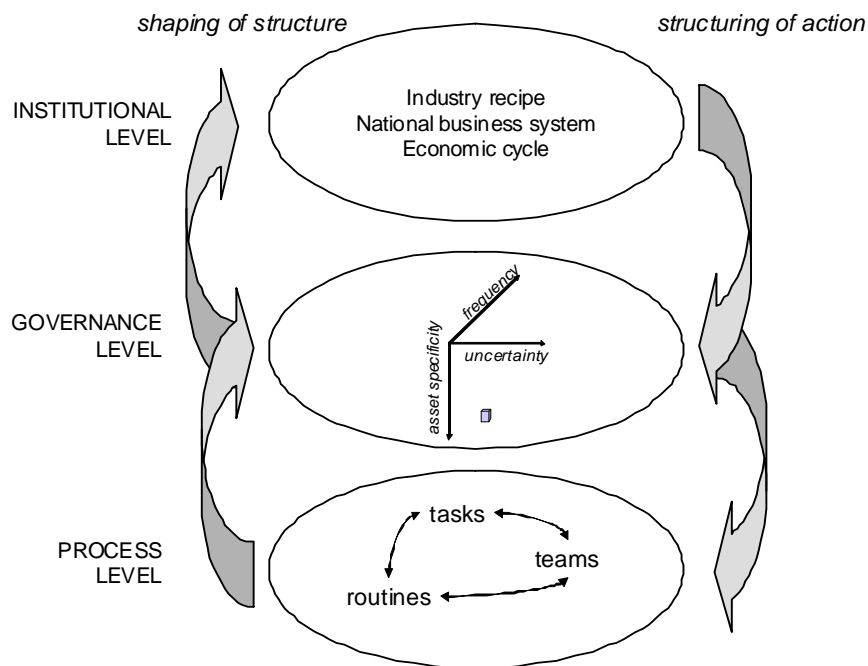 shaping of structure
structuring of action
INSTITUTIONAL
LEVEL
Industry recipe
National business system
Economic cycle
GOVERNANCE
LEVEL
frequency
uncertainty
asset specificity
PROCESS
LEVEL
tasks
teams
routines